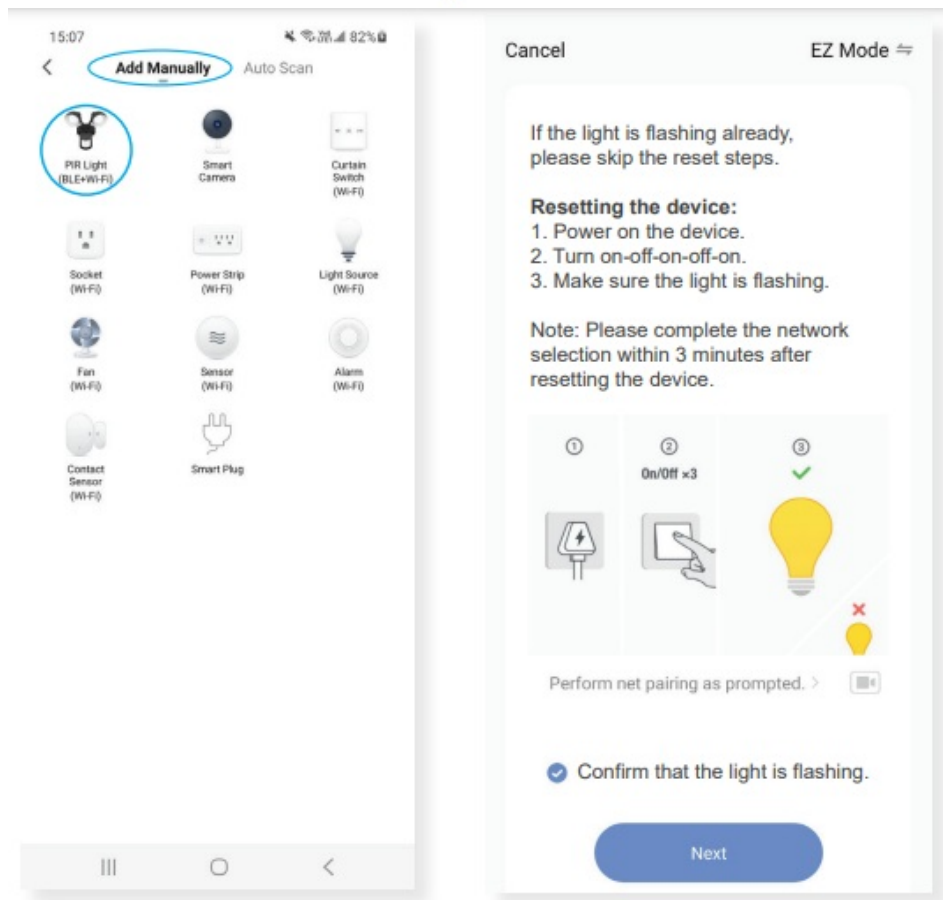 15:07
82%
Add Manually Auto Scan
PIR Light
(BLE+Wi-Fi)
Smart
Camera
Curtain
Switch
(Wi-Fi)
Socket
(Wi-Fi)
Power Strip
(Wi-Fi)
Light Source
(Wi-Fi)
Fan
(Wi-Fi)
Sensor
(Wi-Fi)
Alarm
(Wi-Fi)
Contact
Sensor
(Wi-Fi)
Smart Plug
Cancel
EZ Mode
If the light is flashing already,
please skip the reset steps.
Resetting the device:
1. Power on the device.
2. Turn on-off-on-off-on.
3. Make sure the light is flashing.
Note: Please complete the network
selection within 3 minutes after
resetting the device.
① ② ③
On/Off ×3
Perform net pairing as prompted. >
Confirm that the light is flashing.
Next